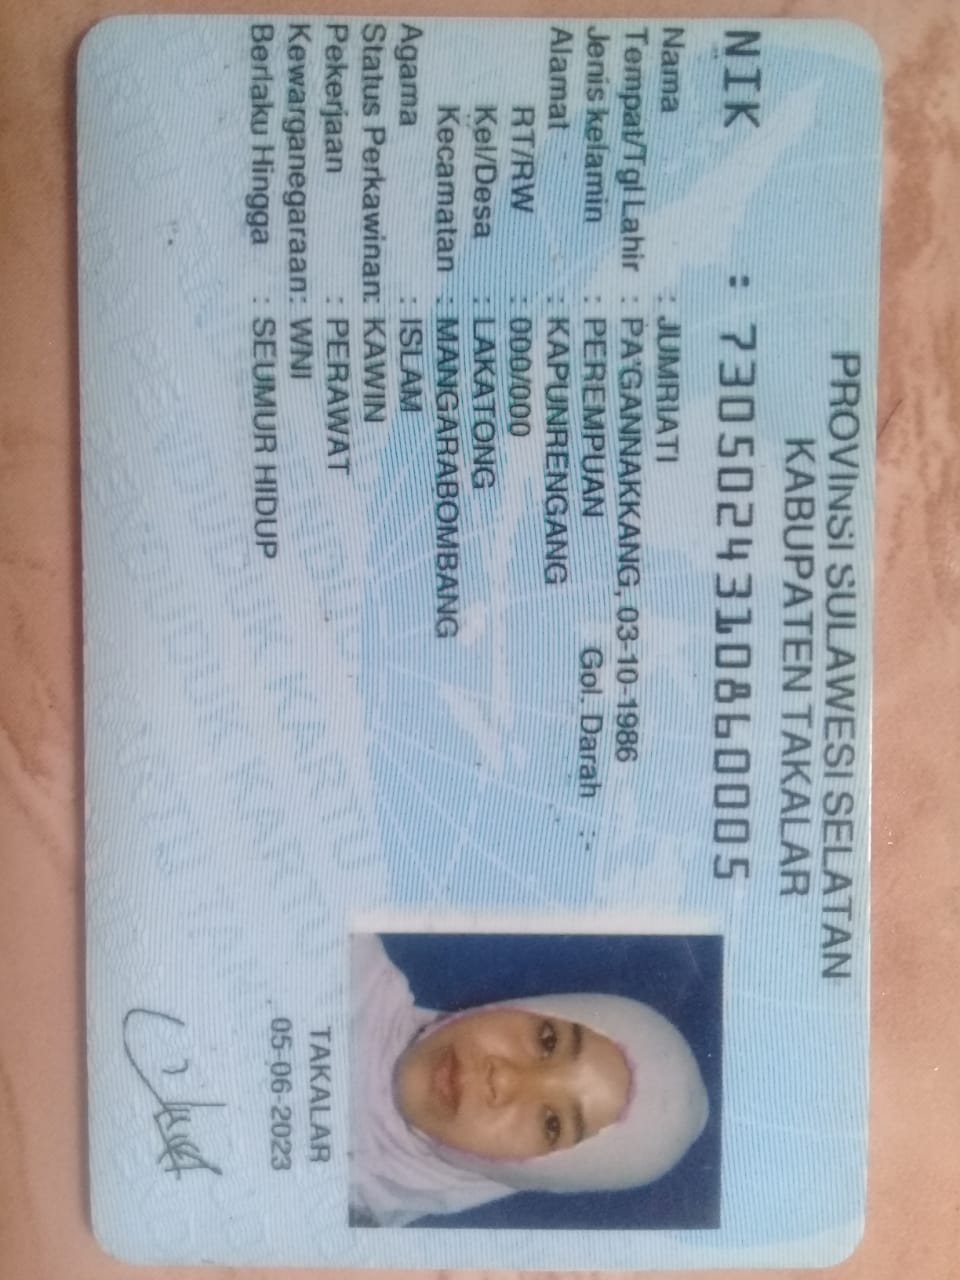 PROVINSI SULAWESI SELATAN
KABUPATEN TAKALAR
NIK : 7305024310860005
Nama : JUMRIATI
Tempat/Tgl Lahir : PA'GANNAKKANG, 03-10-1986
Jenis kelamin : PEREMPUAN Gol. Darah : -
Alamat : KAPUNRENGANG
RT/RW : 000/000
Kel/Desa : LAKATONG
Kecamatan : MANGARABOMBANG
Agama : ISLAM
Status Perkawinan: KAWIN
Pekerjaan : PERAWAT
Kewarganegaraan: WNI
Berlaku Hingga : SEUMUR HIDUP
TAKALAR
05-06-2023